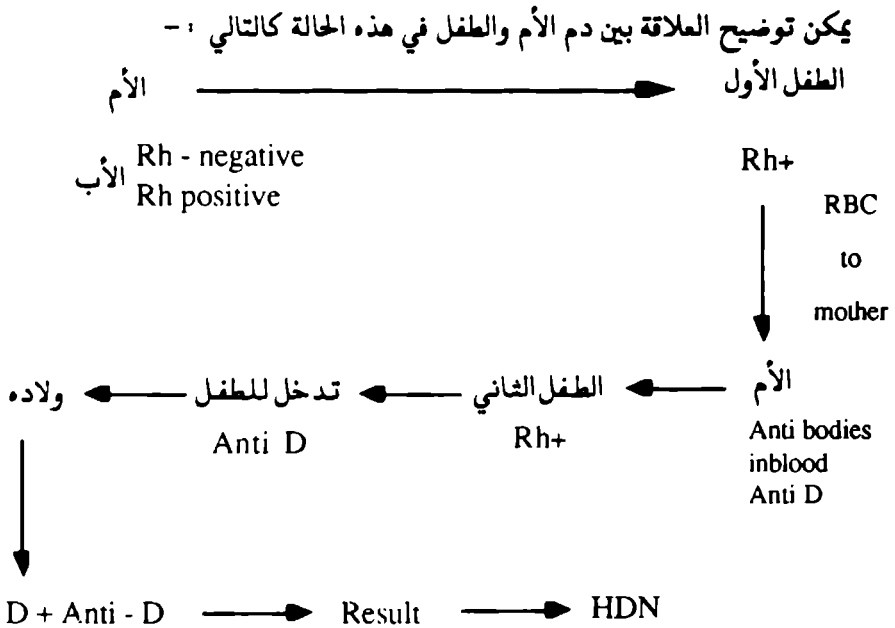 يمكن توضيح العلاقة بين دم الأم والطفل في هذه الحالة كالتالي :-
الأم
الطفل الأول
Rh - negative
الأب
Rh positive
Rh+
RBC
to
mother
الأم
الطفل الثاني
تدخل للطفل
ولاده
Anti bodies
inblood
Anti D
Rh+
Anti D
D + Anti - D
Result
HDN